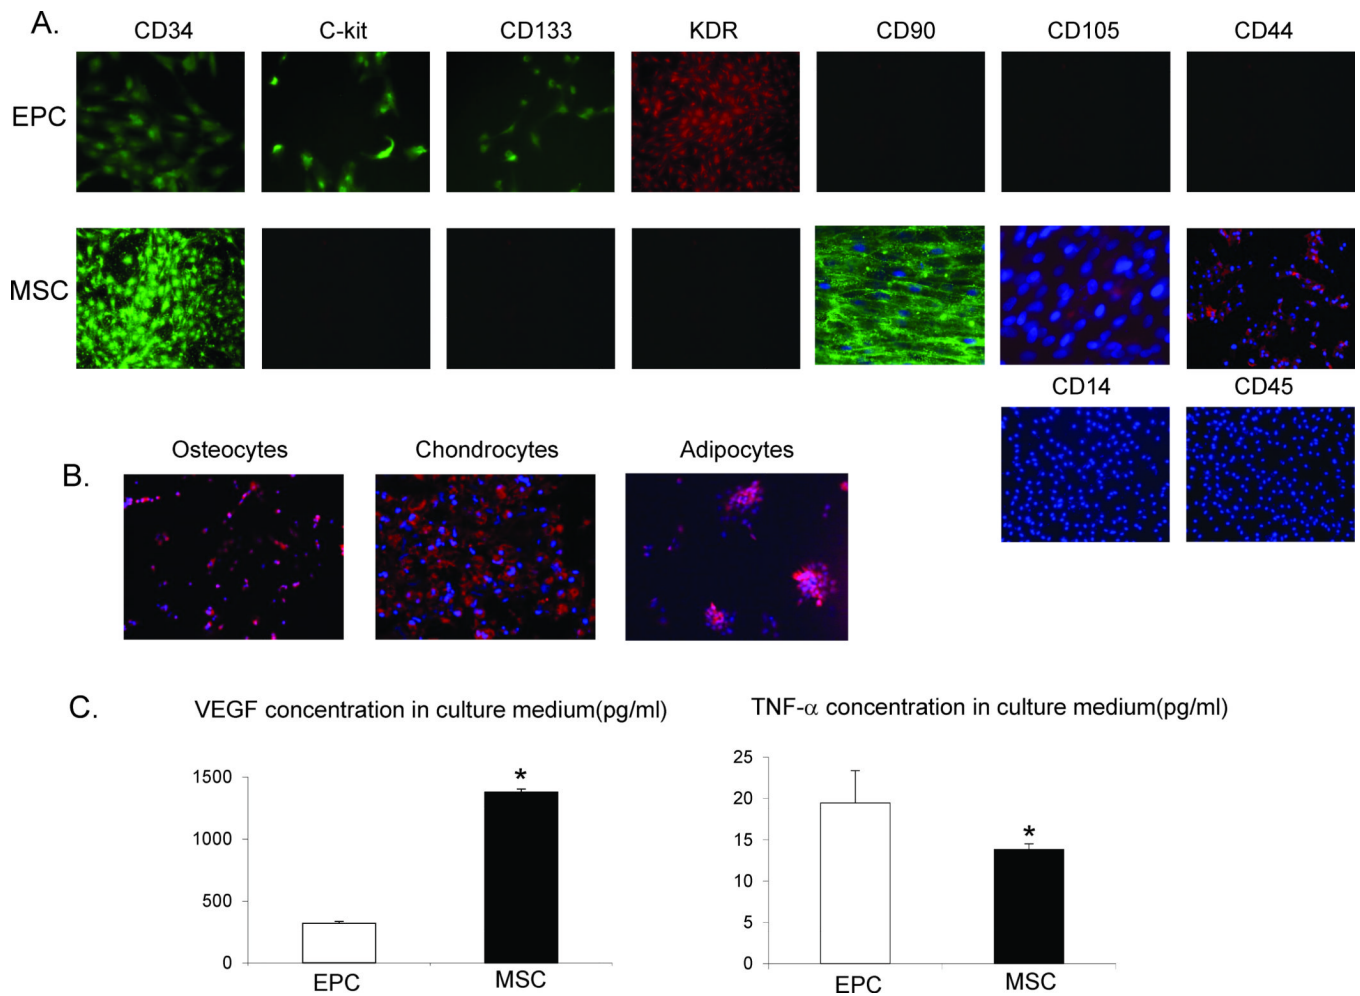 A.
CD34 C-kit CD133 KDR CD90 CD105 CD44
EPC
MSC
CD14 CD45
B.
Osteocytes Chondrocytes Adipocytes
C.
VEGF concentration in culture medium(pg/ml)
1500
1000
500
0
EPC MSC
*
TNF-α concentration in culture medium(pg/ml)
25
20
15
10
5
0
EPC MSC
*